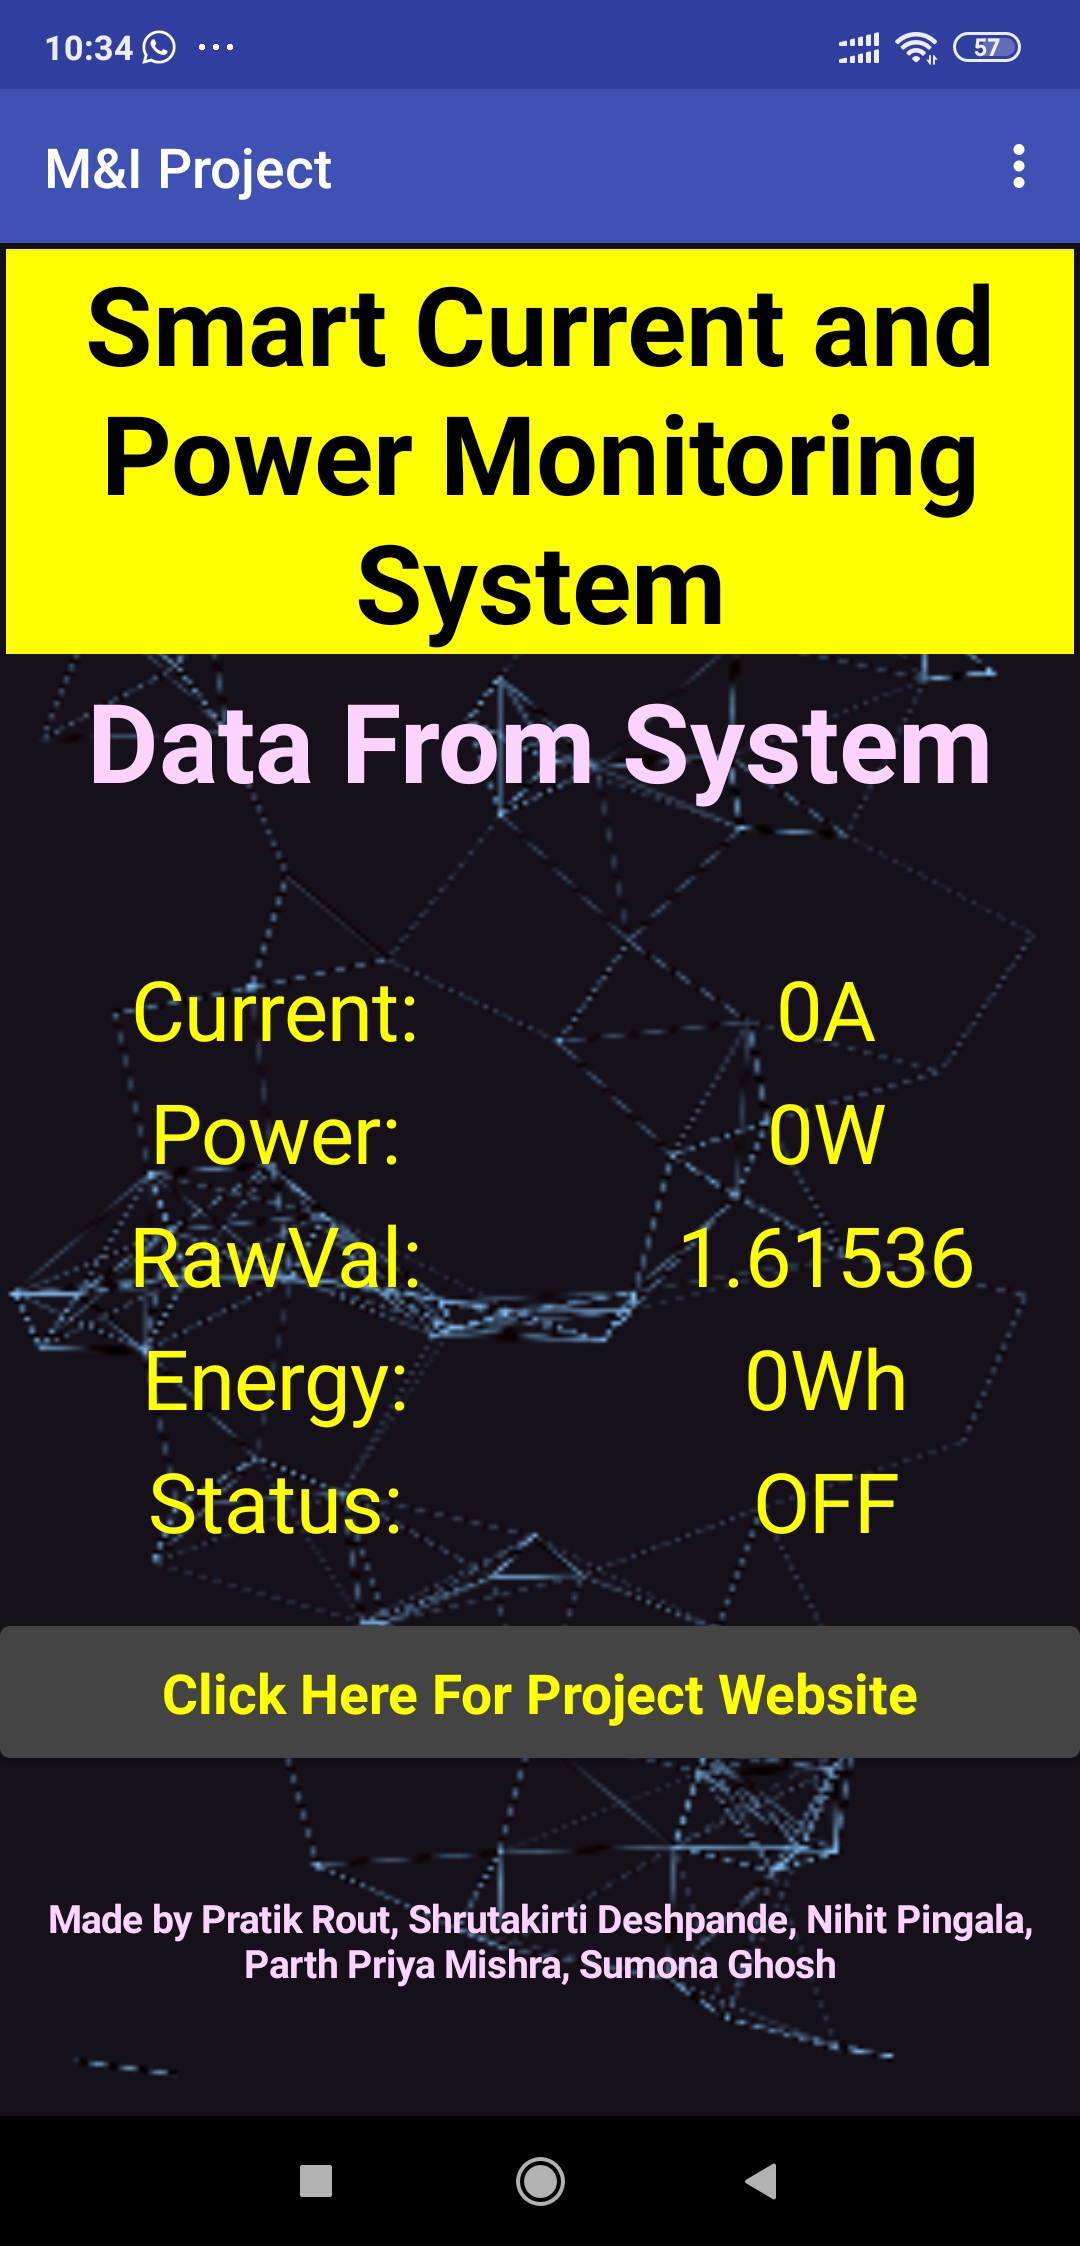 10:34
57
M&I Project
Smart Current and
Power Monitoring
System
Data From System
Current: 0A
Power: 0W
RawVal: 1.61536
Energy: 0Wh
Status: OFF
Click Here For Project Website
Made by Pratik Rout, Shrutakirti Deshpande, Nihit Pingala,
Parth Priya Mishra, Sumona Ghosh